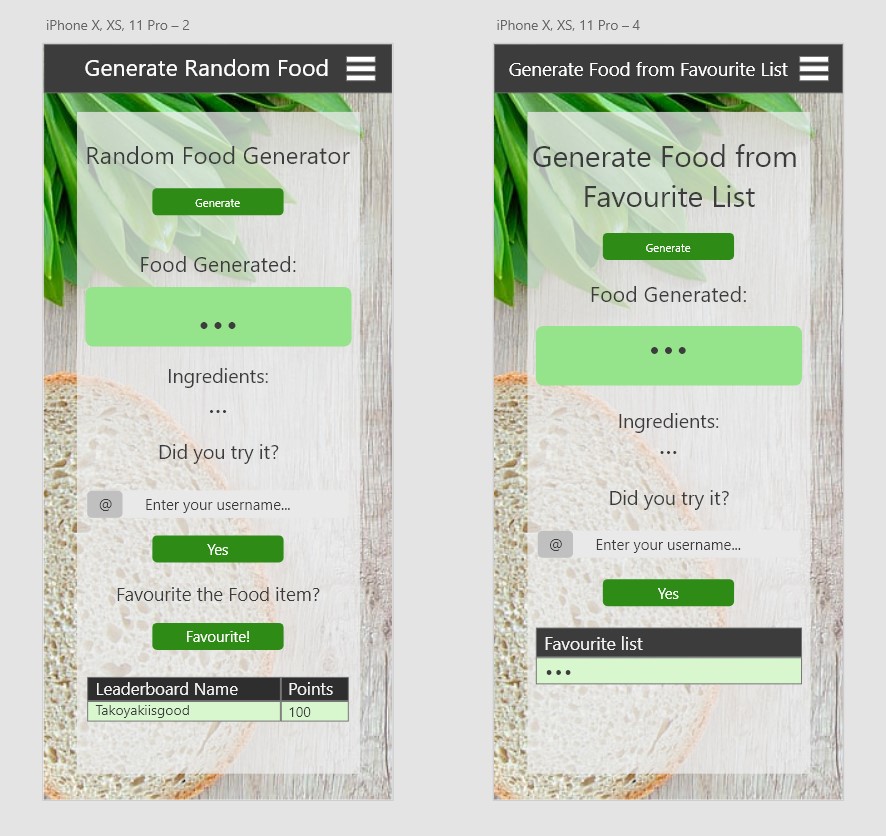 iPhone X, XS, 11 Pro – 2
Generate Random Food
Random Food Generator
Generate
Food Generated:
...
Ingredients:
...
Did you try it?
@ Enter your username...
Yes
Favourite the Food item?
Favourite!
Leaderboard Name Points
Takoyakiisgood 100
iPhone X, XS, 11 Pro – 4
Generate Food from Favourite List
Generate Food from
Favourite List
Generate
Food Generated:
...
Ingredients:
...
Did you try it?
@ Enter your username...
Yes
Favourite list
...